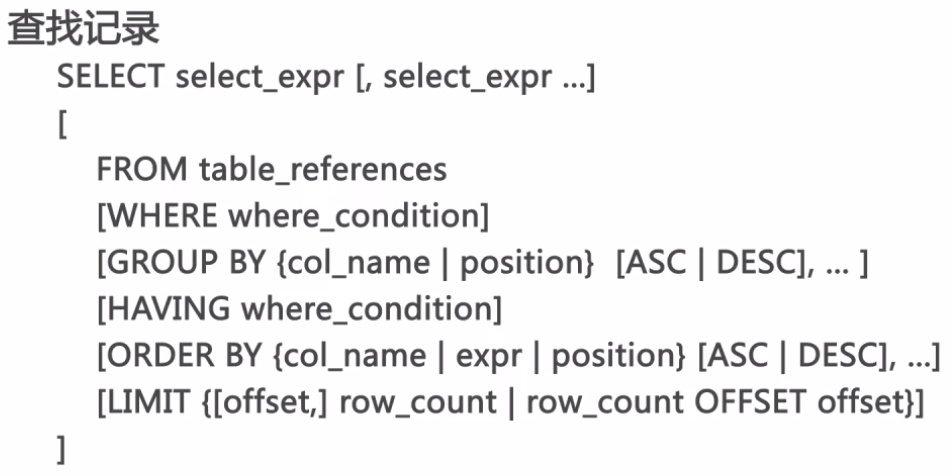 查找记录
SELECT select_expr [, select_expr ...]
[
FROM table_references
[WHERE where_condition]
[GROUP BY {col_name | position} [ASC | DESC], ... ]
[HAVING where_condition]
[ORDER BY {col_name | expr | position} [ASC | DESC], ...]
[LIMIT {[offset,] row_count | row_count OFFSET offset}]
]